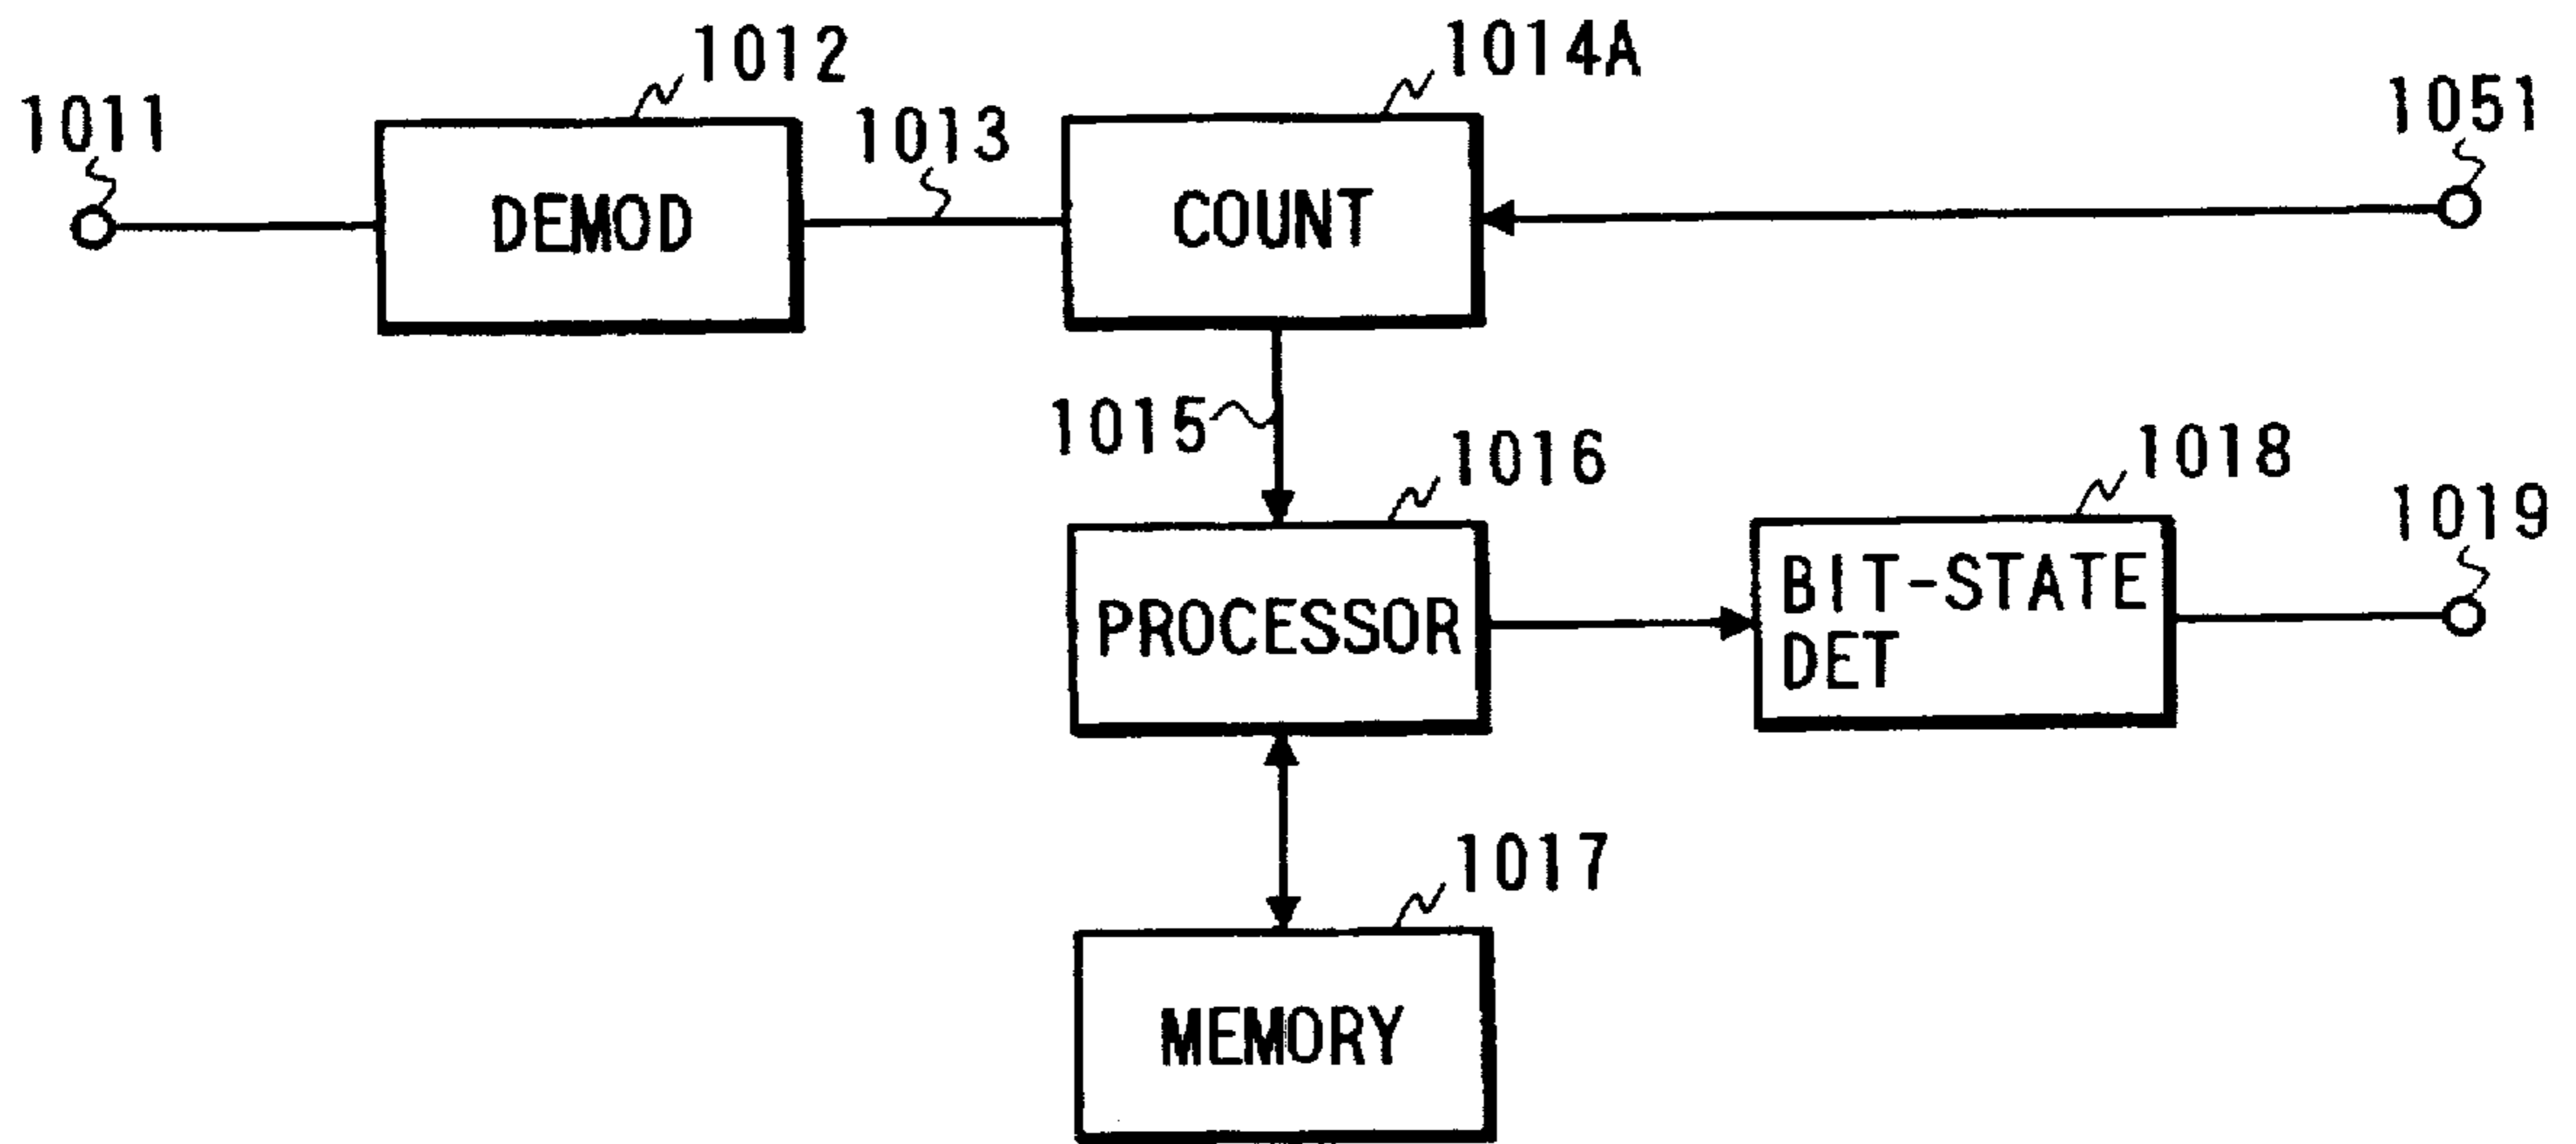 1011
1012
DEMOD
1013
1014A
COUNT
1051
1015
1016
PROCESSOR
1018
BIT-STATE
DET
1019
1017
MEMORY